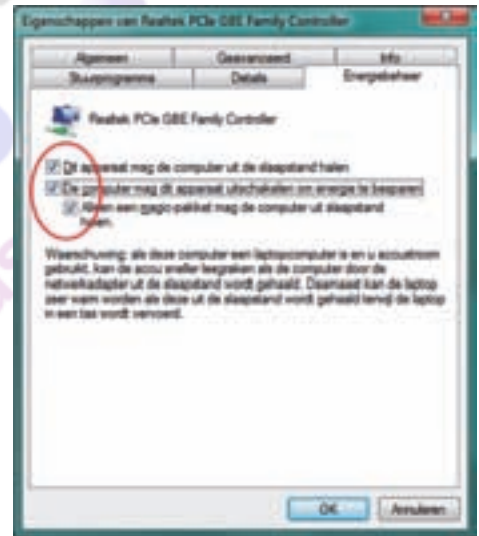 Eigenschappen van Realtek PCIe GBE Family Controller
Algemeen Geavanceerd Info
Stuurprogramma Details Energiebeheer
Realtek PCIe GBE Family Controller
Dit apparaat mag de computer uit de slaapstand halen
De computer mag dit apparaat uitschakelen om energie te besparen
Alleen een magic-pakket mag de computer uit slaapstand
halen.
Waarschuwing: als deze computer een laptopcomputer is en u accustroom
gebruikt, kan de accu sneller leegraken als de computer door de
netwerkadapter uit de slaapstand wordt gehaald. Daarnaast kan de laptop
zeer warm worden als deze uit de slaapstand wordt gehaald terwijl de laptop
in een tas wordt vervoerd.
OK Annuleren